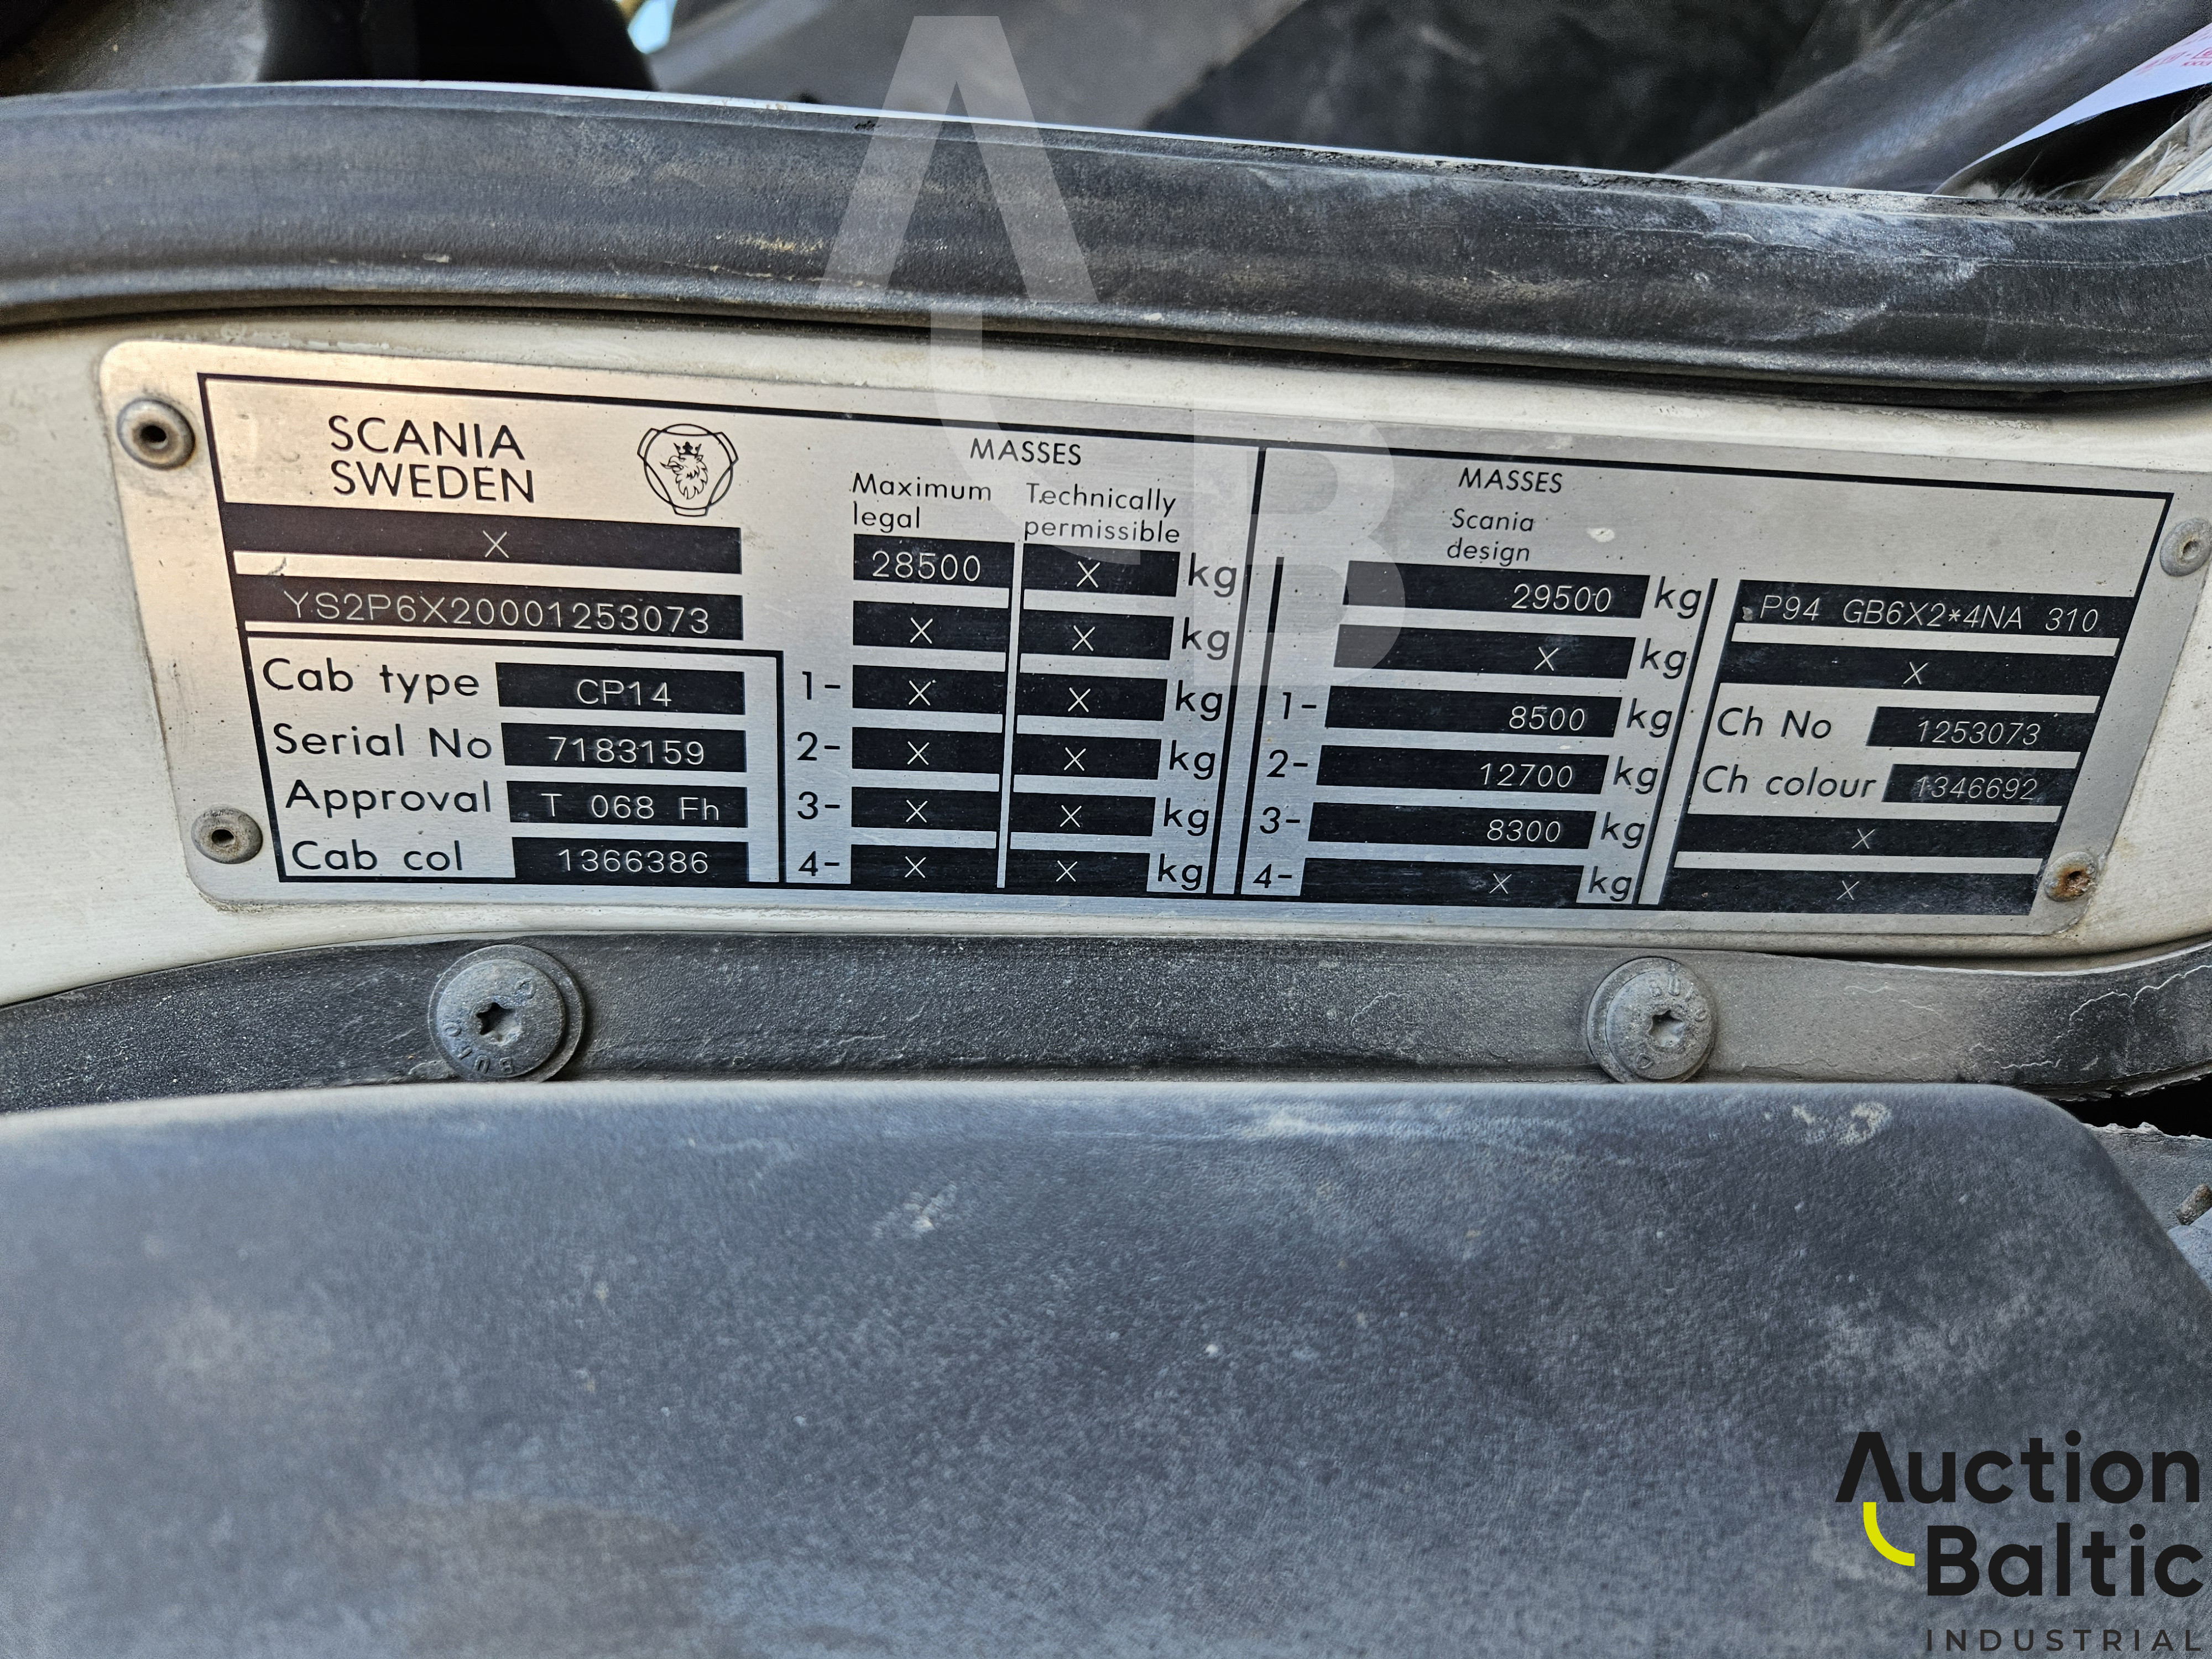 SCANIA
SWEDEN
X
YS2P6X20001253073
Cab type CP14
Serial No 7183159
Approval T 068 Fh
Cab col 1366386
MASSES
Maximum legal Technically permissible
28500 X kg
X X kg
1- X X kg
2- X X kg
3- X X kg
4- X X kg
MASSES
Scania
design
29500 kg
X kg
1- 8500 kg
2- 12700 kg
3- 8300 kg
4- X kg
P94 GB6X2*4NA 310
X
Ch No 1253073
Ch colour 1346692
X
X
Auction
Baltic
INDUSTRIAL